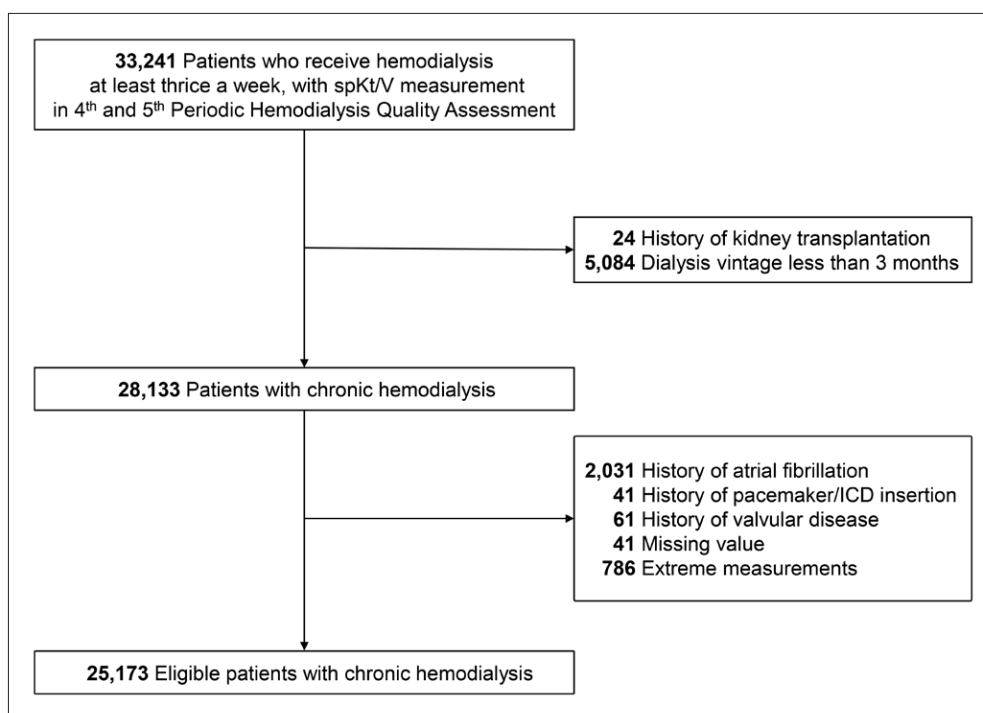 33,241 Patients who receive hemodialysis
at least thrice a week, with spKt/V measurement
in 4th and 5th Periodic Hemodialysis Quality Assessment
24 History of kidney transplantation
5,084 Dialysis vintage less than 3 months
28,133 Patients with chronic hemodialysis
2,031 History of atrial fibrillation
41 History of pacemaker/ICD insertion
61 History of valvular disease
41 Missing value
786 Extreme measurements
25,173 Eligible patients with chronic hemodialysis